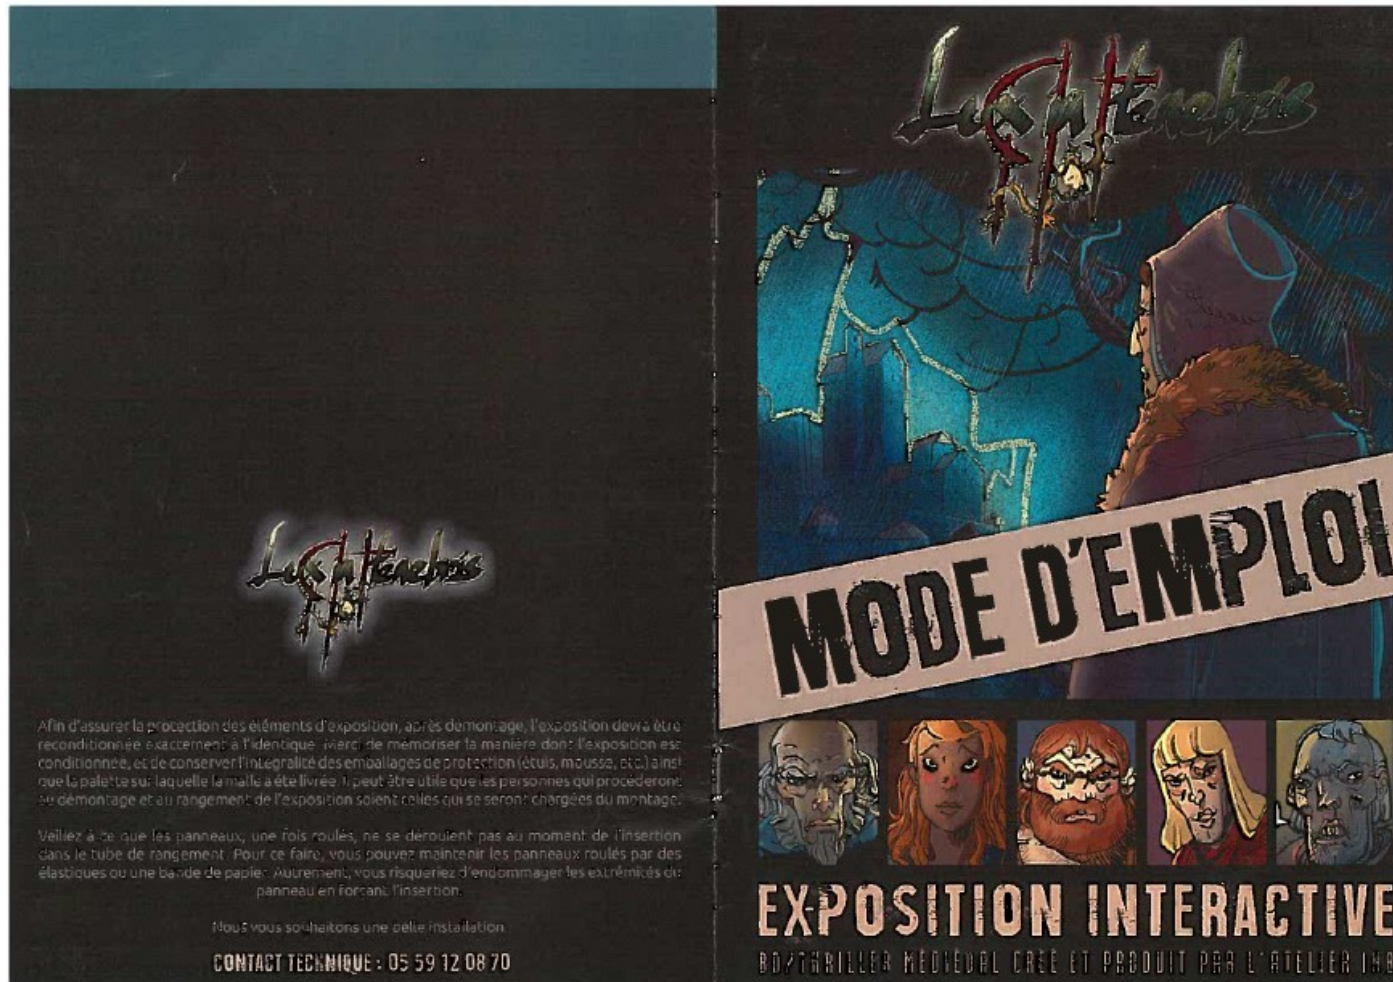 Lux in tenebris
Afin d'assurer la protection des éléments d'exposition, après démontage, l'exposition devra être
reconditionnée exactement à l'identique. Merci de mémoriser la manière dont l'exposition est
conditionnée, et de conserver l'intégralité des emballages de protection (étuis, mousse, etc.) ainsi
que la palette sur laquelle la malle a été livrée. Il peut être utile que les personnes qui procéderont
au démontage et au rangement de l'exposition soient celles qui se seront chargées du montage.
Veillez à ce que les panneaux, une fois roulés, ne se déroulent pas au moment de l'insertion
dans le tube de rangement. Pour ce faire, vous pouvez maintenir les panneaux roulés par des
élastiques ou une bande de papier. Autrement, vous risqueriez d'endommager les extrémités du
panneau en forçant l'insertion.
Nous vous souhaitons une belle installation
CONTACT TECHNIQUE : 05 59 12 08 70
Lux in tenebris
MODE D'EMPLOI
EXPOSITION INTERACTIVE
BD/THRILLER MÉDIÉVAL CRÉÉ ET PRODUIT PAR L'ATELIER IN8